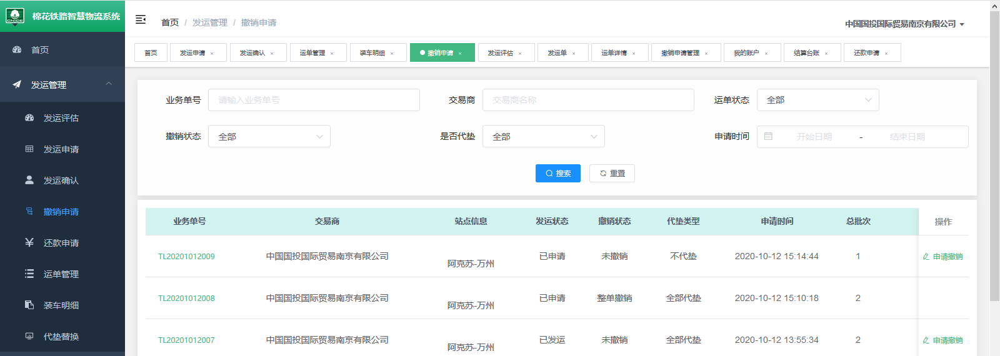 CNCE
棉花铁路智慧物流系统
首页
发运管理
发运评估
发运申请
发运确认
撤销申请
还款申请
运单管理
装车明细
代垫替换
首页 / 发运管理 / 撤销申请
中国国投国际贸易南京有限公司
首页 发运申请 × 发运确认 × 运单管理 × 装车明细 × 撤销申请 × 发运评估 × 发运单 × 运单详情 × 撤销申请管理 × 我的账户 × 结算台账 × 还款申请 ×
业务单号 请输入业务单号 交易商 交易商名称 运单状态 全部
撤销状态 全部 是否代垫 全部 申请时间 开始日期 - 结束日期
搜索 重置
业务单号 交易商 站点信息 发运状态 撤销状态 代垫类型 申请时间 总批次 操作
TL20201012009 中国国投国际贸易南京有限公司 阿克苏-万州 已申请 未撤销 不代垫 2020-10-12 15:14:44 1 申请撤销
TL20201012008 中国国投国际贸易南京有限公司 阿克苏-万州 已申请 整单撤销 全部代垫 2020-10-12 15:10:18 2
TL20201012007 中国国投国际贸易南京有限公司 阿克苏-万州 已发运 未撤销 全部代垫 2020-10-12 13:55:34 2 申请撤销